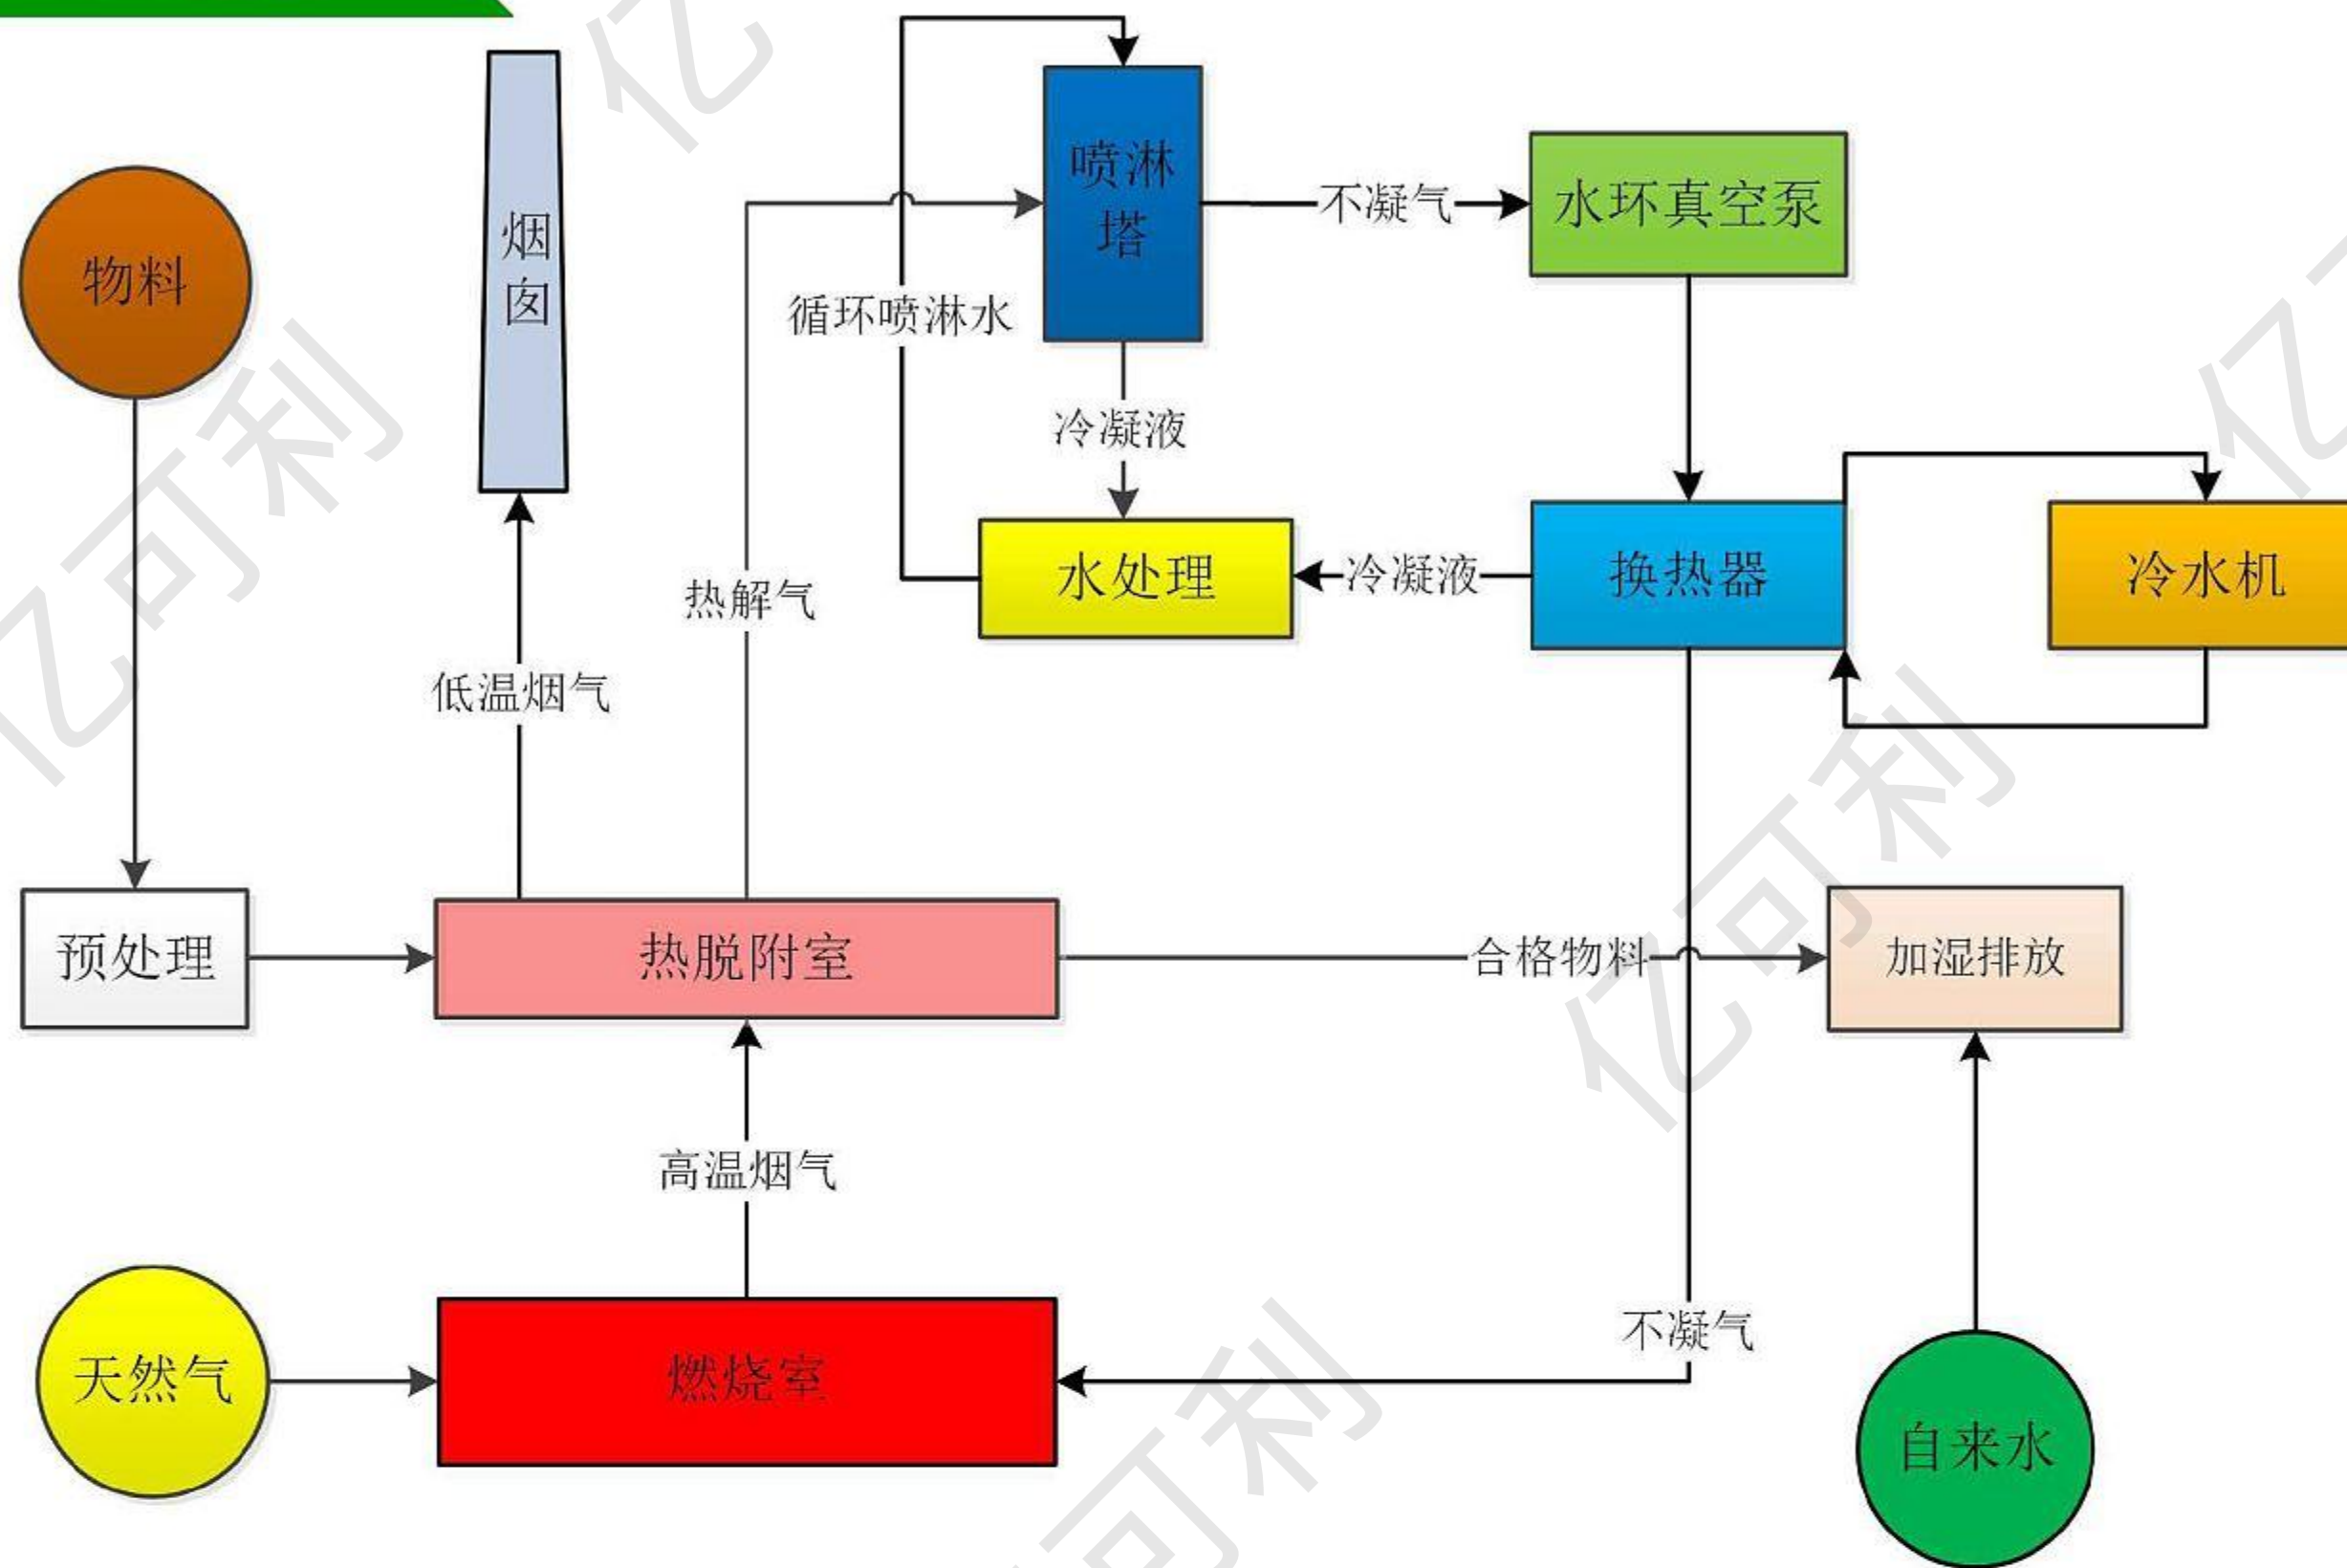 亿
喷淋
塔
不凝气
水环真空泵
物料
烟
囱
循环喷淋水
亿可
亿可利
冷凝液
热解气
水处理
冷凝液
换热器
冷水机
低温烟气
亿可利
预处理
热脱附室
合格物料
加湿排放
高温烟气
不凝气
天然气
燃烧室
可利
自来水